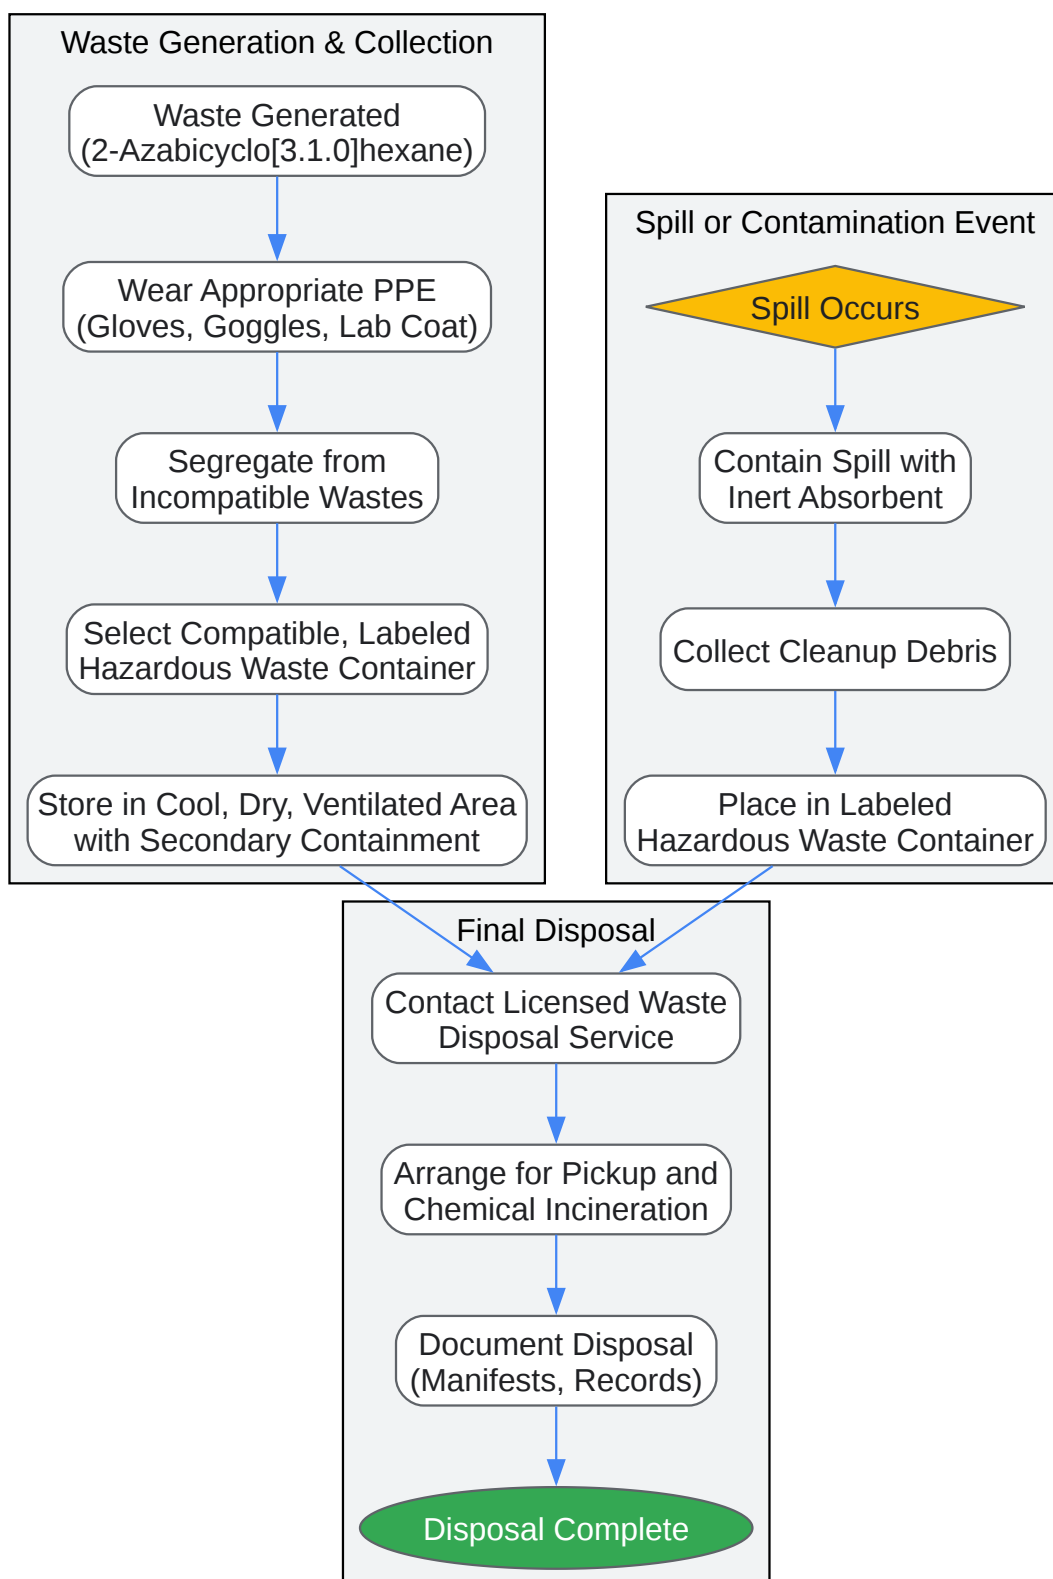 Waste Generation & Collection
Waste Generated
(2-Azabicyclo[3.1.0]hexane)
Wear Appropriate PPE
(Gloves, Goggles, Lab Coat)
Segregate from
Incompatible Wastes
Select Compatible, Labeled
Hazardous Waste Container
Store in Cool, Dry, Ventilated Area
with Secondary Containment
Spill or Contamination Event
Spill Occurs
Contain Spill with
Inert Absorbent
Collect Cleanup Debris
Place in Labeled
Hazardous Waste Container
Final Disposal
Contact Licensed Waste
Disposal Service
Arrange for Pickup and
Chemical Incineration
Document Disposal
(Manifests, Records)
Disposal Complete